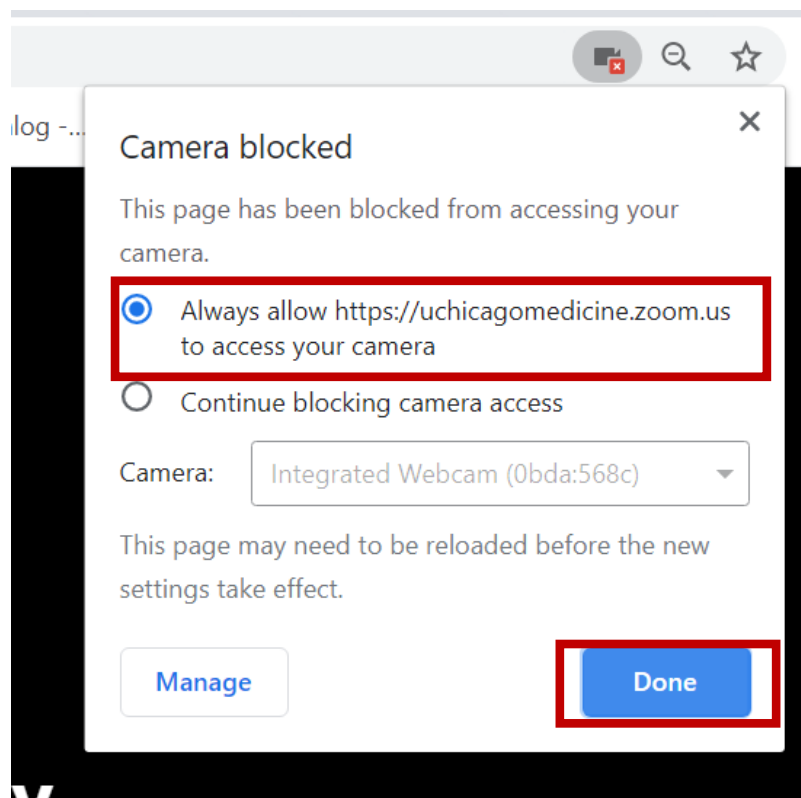 log -...
Camera blocked
This page has been blocked from accessing your
camera.
Always allow https://uchicagomedicine.zoom.us
to access your camera
Continue blocking camera access
Camera: Integrated Webcam (0bda:568c)
This page may need to be reloaded before the new
settings take effect.
Manage Done